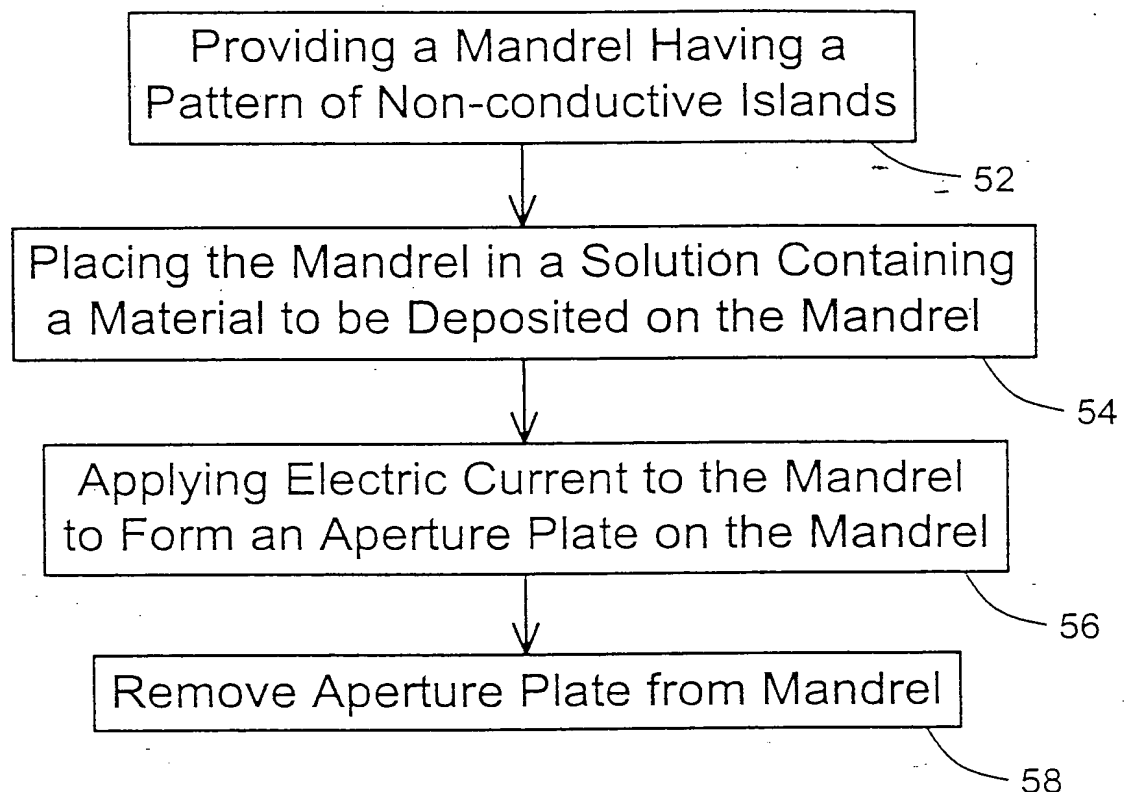 Providing a Mandrel Having a
Pattern of Non-conductive Islands
52
Placing the Mandrel in a Solution Containing
a Material to be Deposited on the Mandrel
54
Applying Electric Current to the Mandrel
to Form an Aperture Plate on the Mandrel
56
Remove Aperture Plate from Mandrel
58